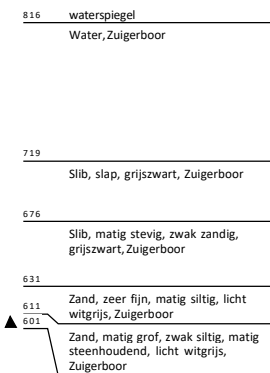 816 waterspiegel
Water,Zuigerboor
719
Slib, slap, grijszwart, Zuigerboor
676
Slib, matig stevig, zwak zandig,
grijszwart,Zuigerboor
631
Zand, zeer fijn, matig siltig, licht
611 witgrijs, Zuigerboor
601
Zand, matig grof, zwak siltig, matig
steenhoudend, licht witgrijs,
Zuigerboor